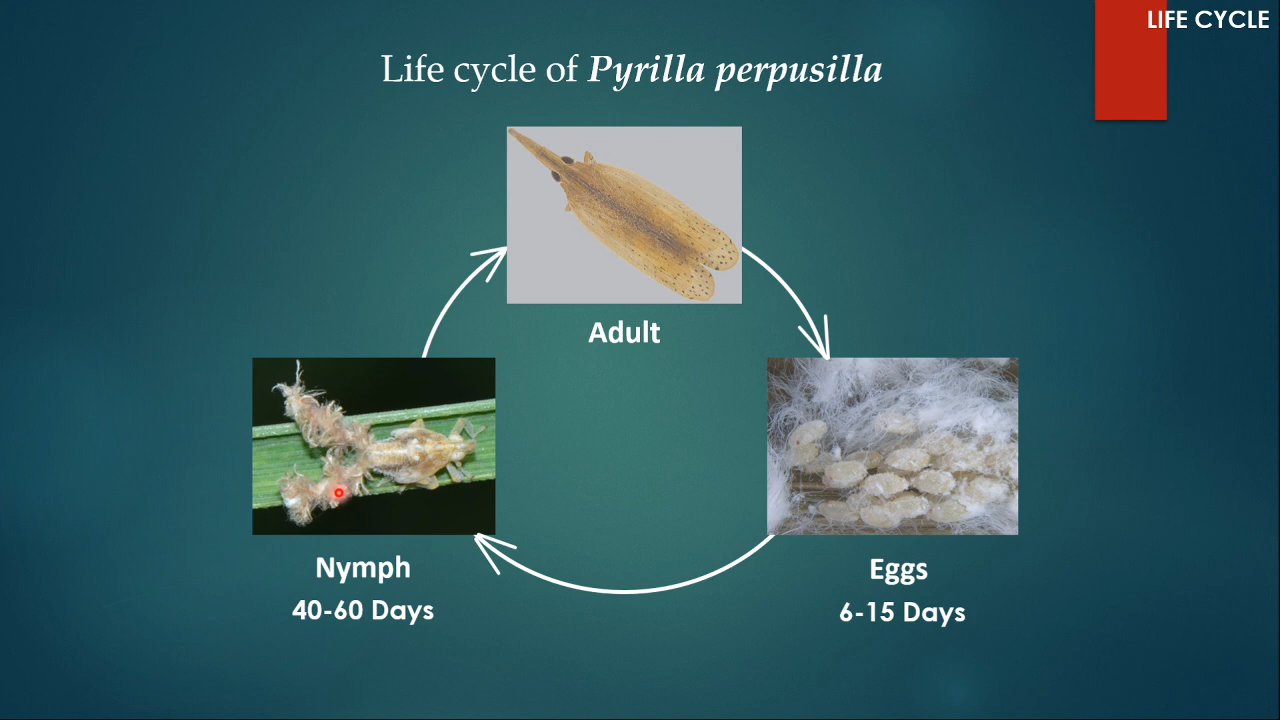 LIFE CYCLE
Life cycle of Pyrilla perpusilla
Adult
Nymph
40-60 Days
Eggs
6-15 Days